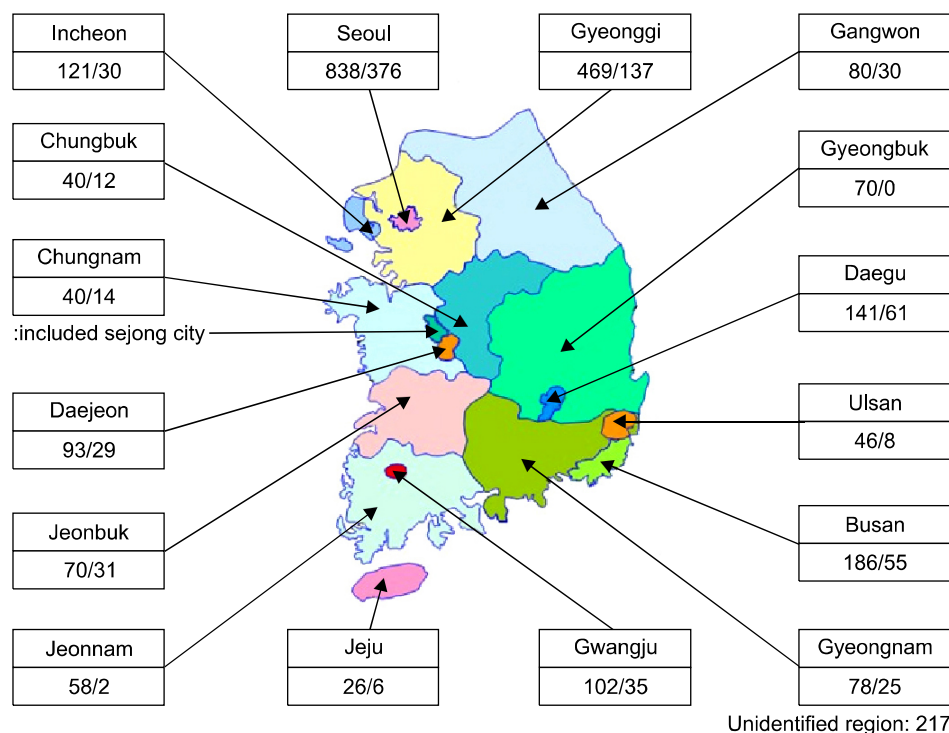 Incheon
121/30
Seoul
838/376
Gyeonggi
469/137
Gangwon
80/30
Chungbuk
40/12
Gyeongbuk
70/0
Chungnam
40/14
:included sejong city
Daegu
141/61
Daejeon
93/29
Ulsan
46/8
Jeonbuk
70/31
Busan
186/55
Jeonnam
58/2
Jeju
26/6
Gwangju
102/35
Gyeongnam
78/25
Unidentified region: 217